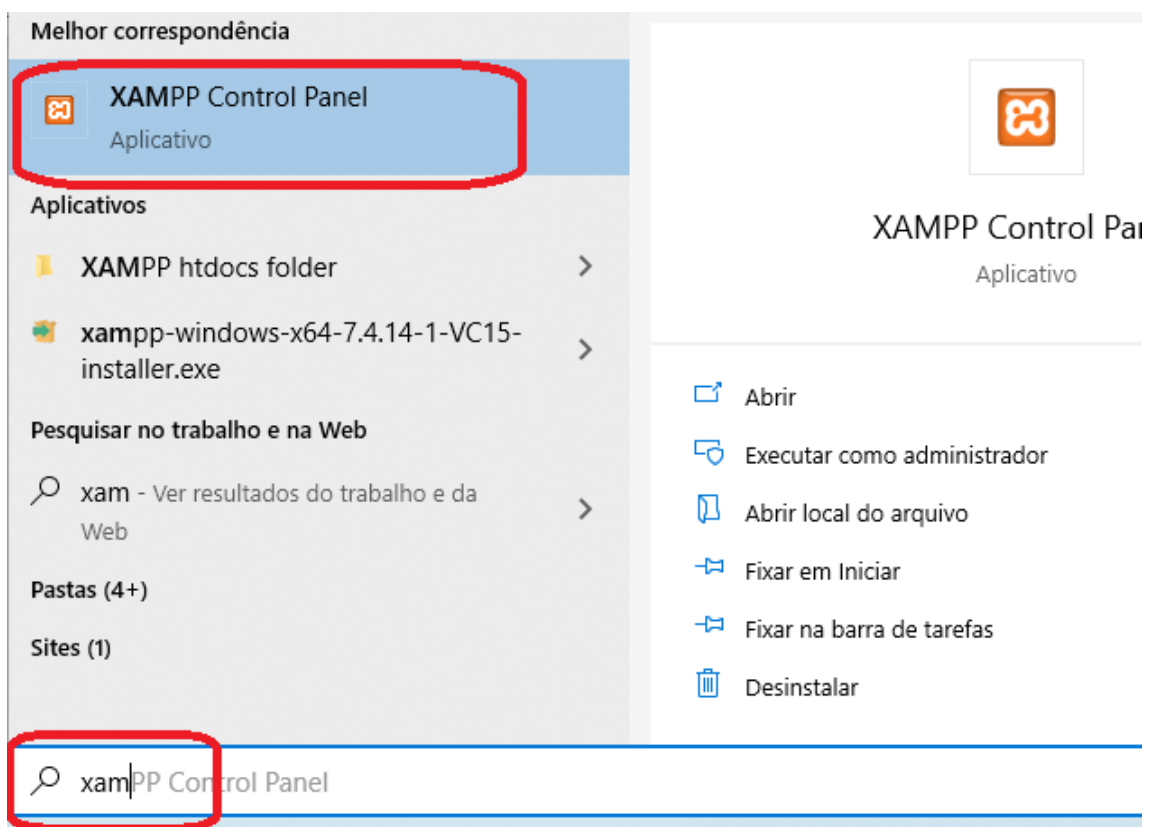 Melhor correspondência
XAMPP Control Panel
Aplicativo
Aplicativos
XAMPP htdocs folder
xampp-windows-x64-7.4.14-1-VC15-
installer.exe
Pesquisar no trabalho e na Web
xam - Ver resultados do trabalho e da
Web
Pastas (4+)
Sites (1)
xamPP Control Panel
XAMPP Control Pa
Aplicativo
Abrir
Executar como administrador
Abrir local do arquivo
Fixar em Iniciar
Fixar na barra de tarefas
Desinstalar